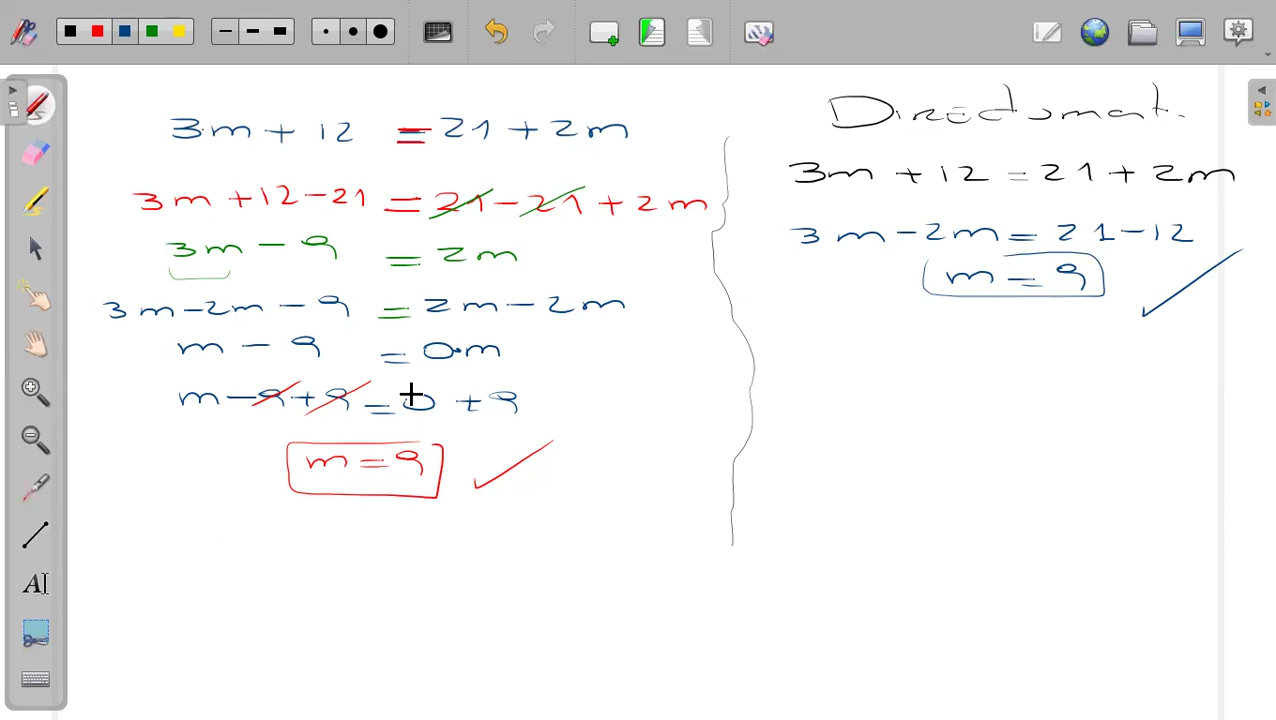 3m + 12 = 21 + 2m
3m + 12 - 21 = 21 - 21 + 2m
3m - 9 = 2m
3m - 2m - 9 = 2m - 2m
m - 9 = 0·m
m - 9 + 9 = 0 + 9
m = 9
3m + 12 = 21 + 2m
3m - 2m = 21 - 12
m = 9